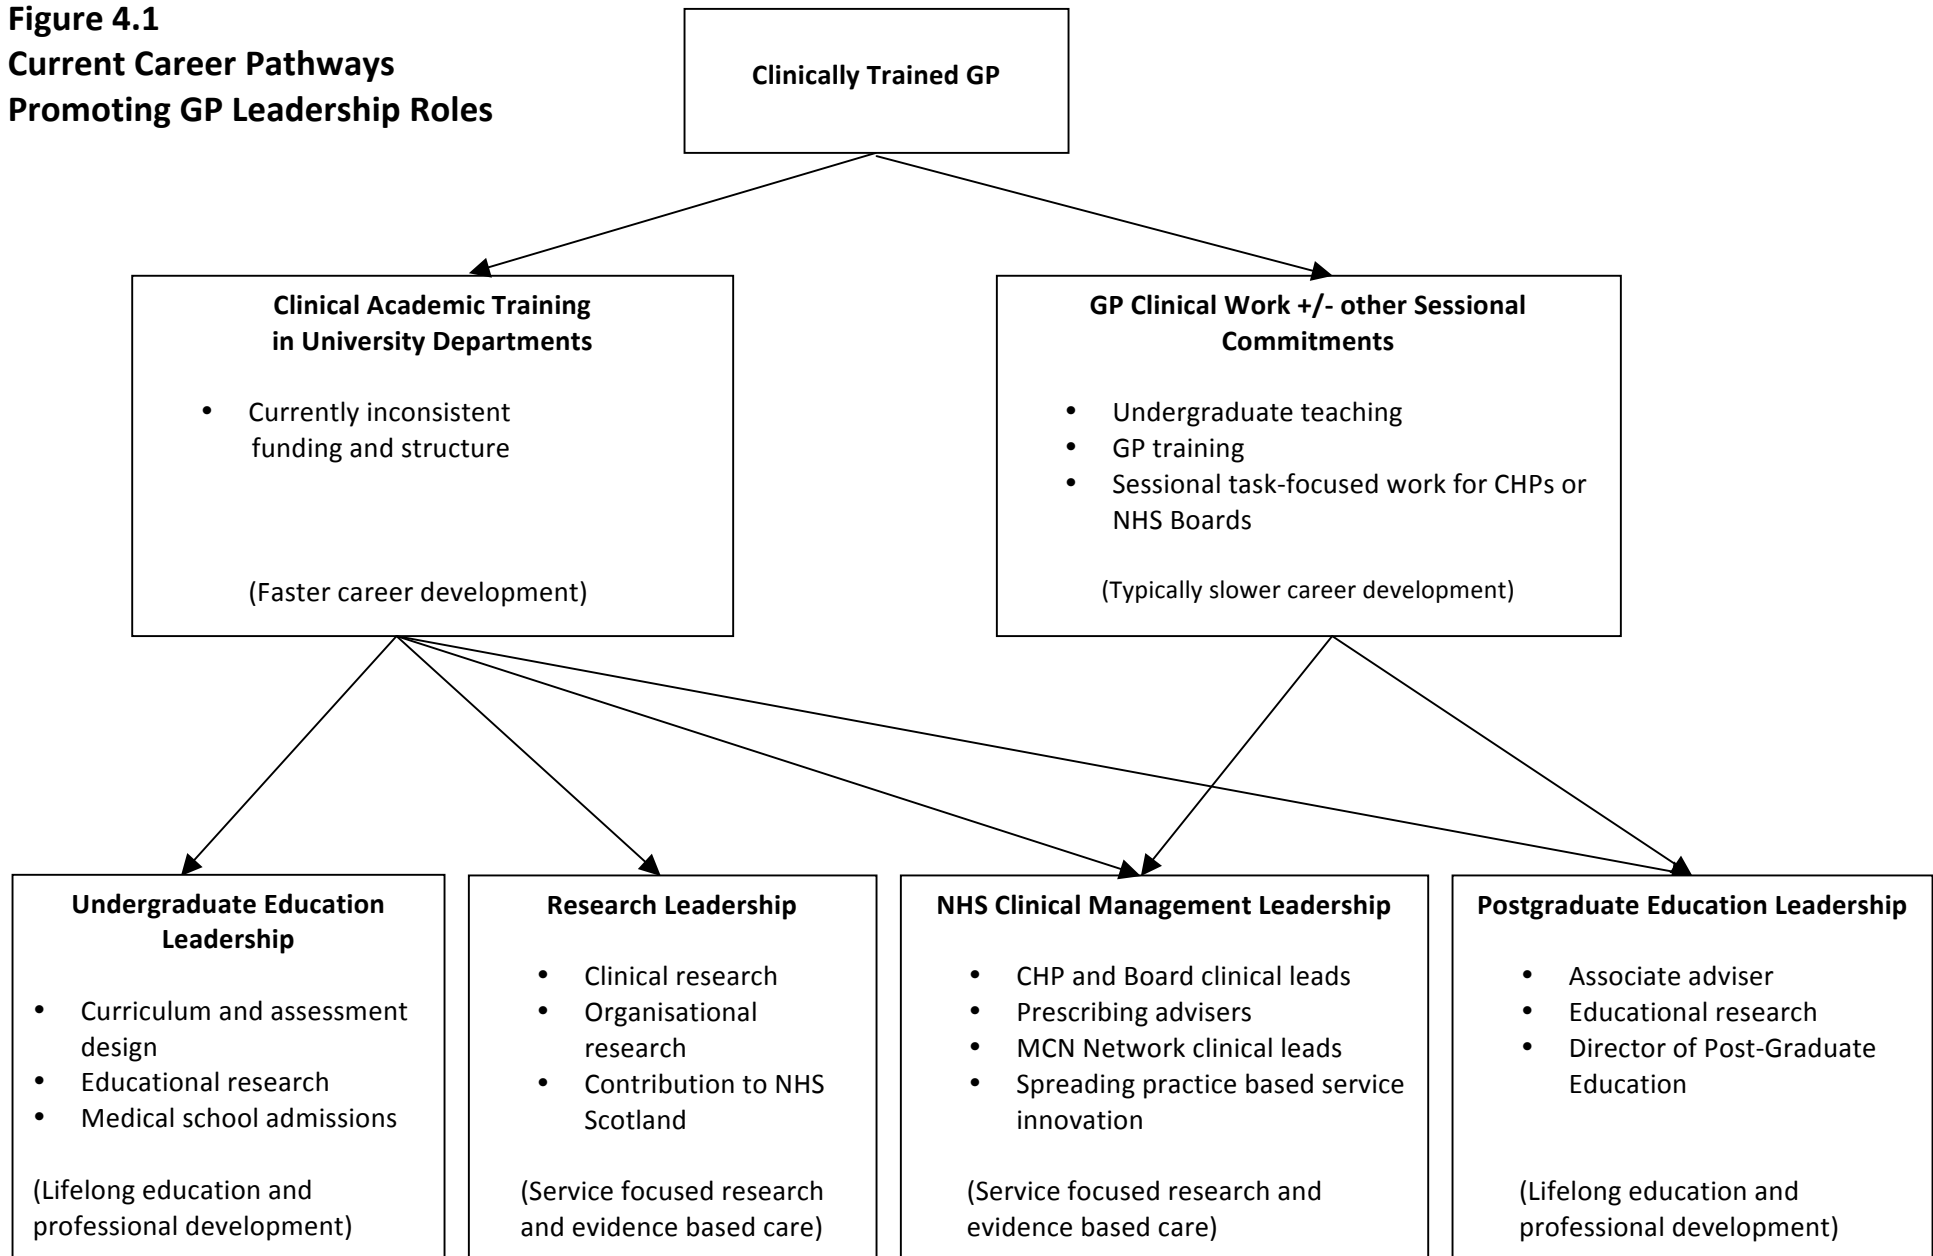 Figure 4.1
Current Career Pathways
Promoting GP Leadership Roles
Clinically Trained GP
Clinical Academic Training
in University Departments
• Currently inconsistent
funding and structure
(Faster career development)
GP Clinical Work +/- other Sessional
Commitments
• Undergraduate teaching
• GP training
• Sessional task-focused work for CHPs or
NHS Boards
(Typically slower career development)
Undergraduate Education
Leadership
• Curriculum and assessment
design
• Educational research
• Medical school admissions
(Lifelong education and
professional development)
Research Leadership
• Clinical research
• Organisational
research
• Contribution to NHS
Scotland
(Service focused research
and evidence based care)
NHS Clinical Management Leadership
• CHP and Board clinical leads
• Prescribing advisers
• MCN Network clinical leads
• Spreading practice based service
innovation
(Service focused research and
evidence based care)
Postgraduate Education Leadership
• Associate adviser
• Educational research
• Director of Post-Graduate
Education
(Lifelong education and
professional development)